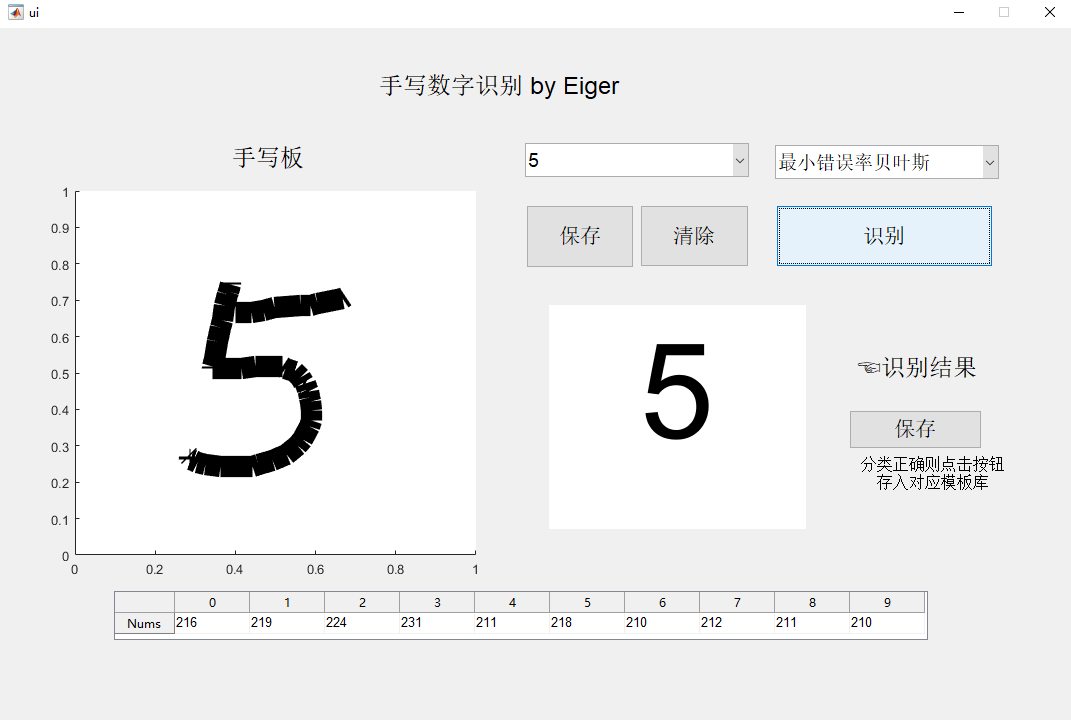 ui
手写数字识别 by Eiger
手写板
5
最小错误率贝叶斯
保存
清除
识别
1
0.9
0.8
0.7
0.6
0.5
0.4
0.3
0.2
0.1
0
0 0.2 0.4 0.6 0.8 1
5
5
☜识别结果
保存
分类正确则点击按钮
存入对应模板库
0 1 2 3 4 5 6 7 8 9
Nums 216 219 224 231 211 218 210 212 211 210